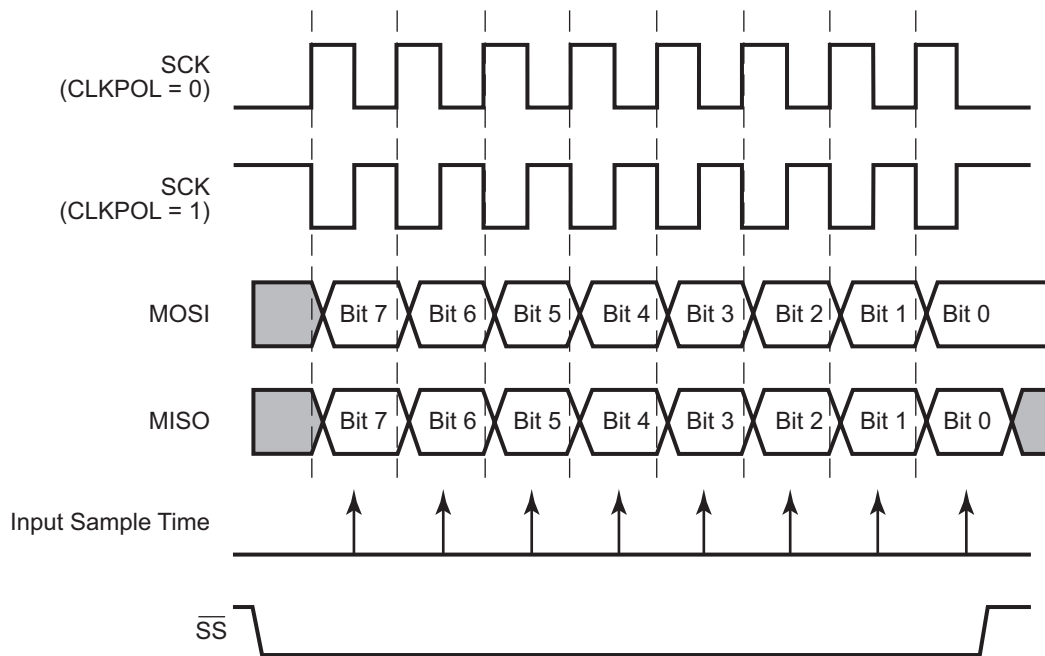 SCK
(CLKPOL = 0)
SCK
(CLKPOL = 1)
MOSI
Bit 7
Bit 6
Bit 5
Bit 4
Bit 3
Bit 2
Bit 1
Bit 0
MISO
Bit 7
Bit 6
Bit 5
Bit 4
Bit 3
Bit 2
Bit 1
Bit 0
Input Sample Time
S̅S̅